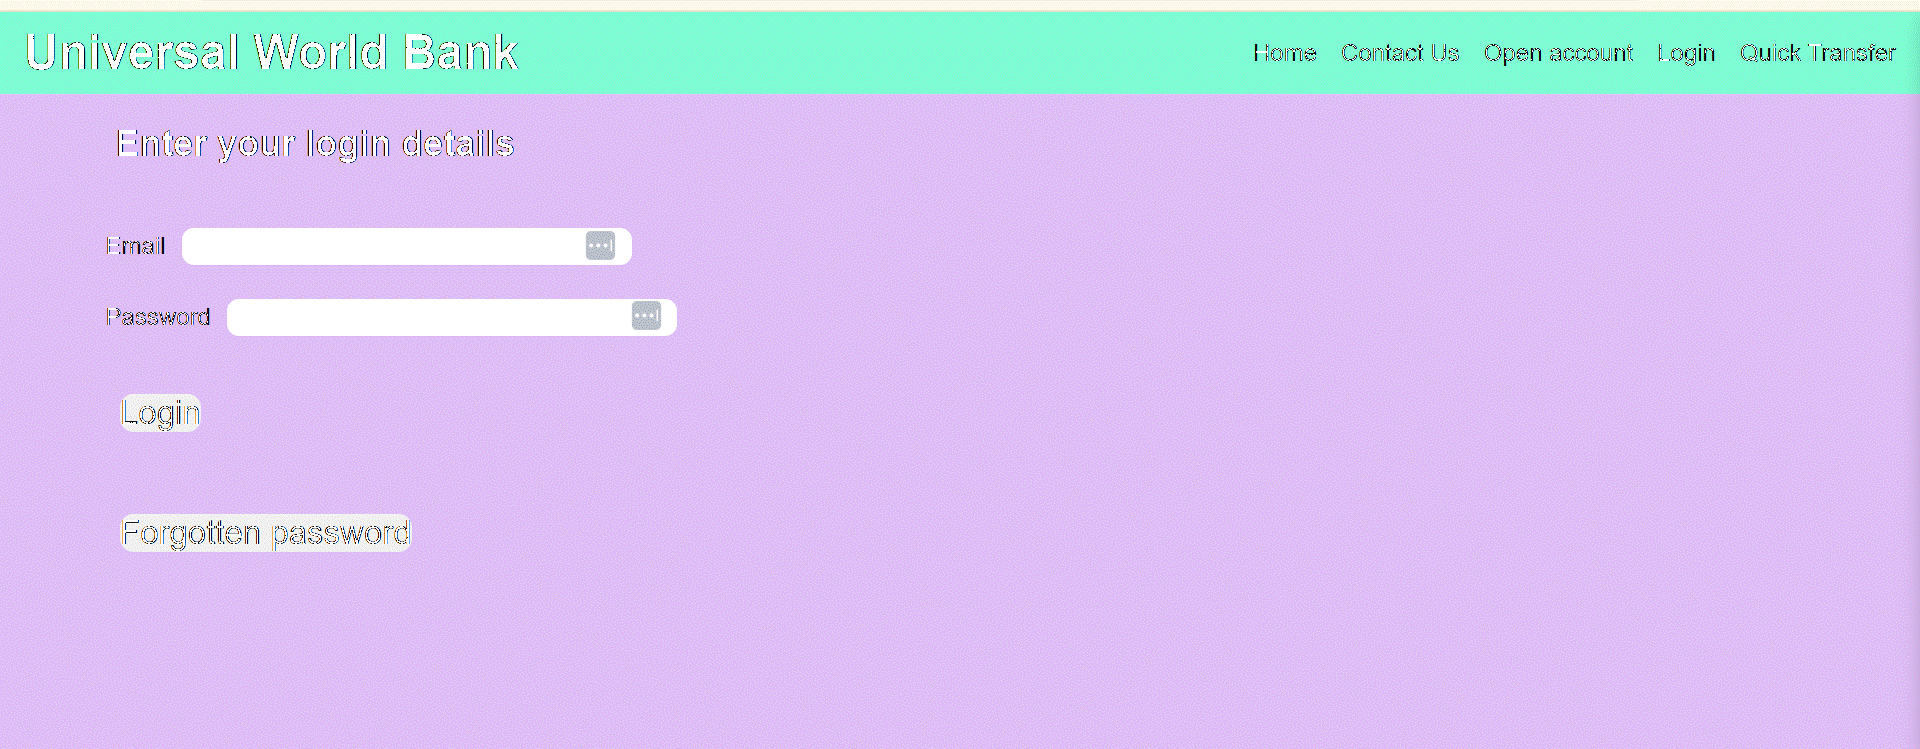 Universal World Bank
Home Contact Us Open account Login Quick Transfer
Enter your login details
Email
Password
Login
Forgotten password